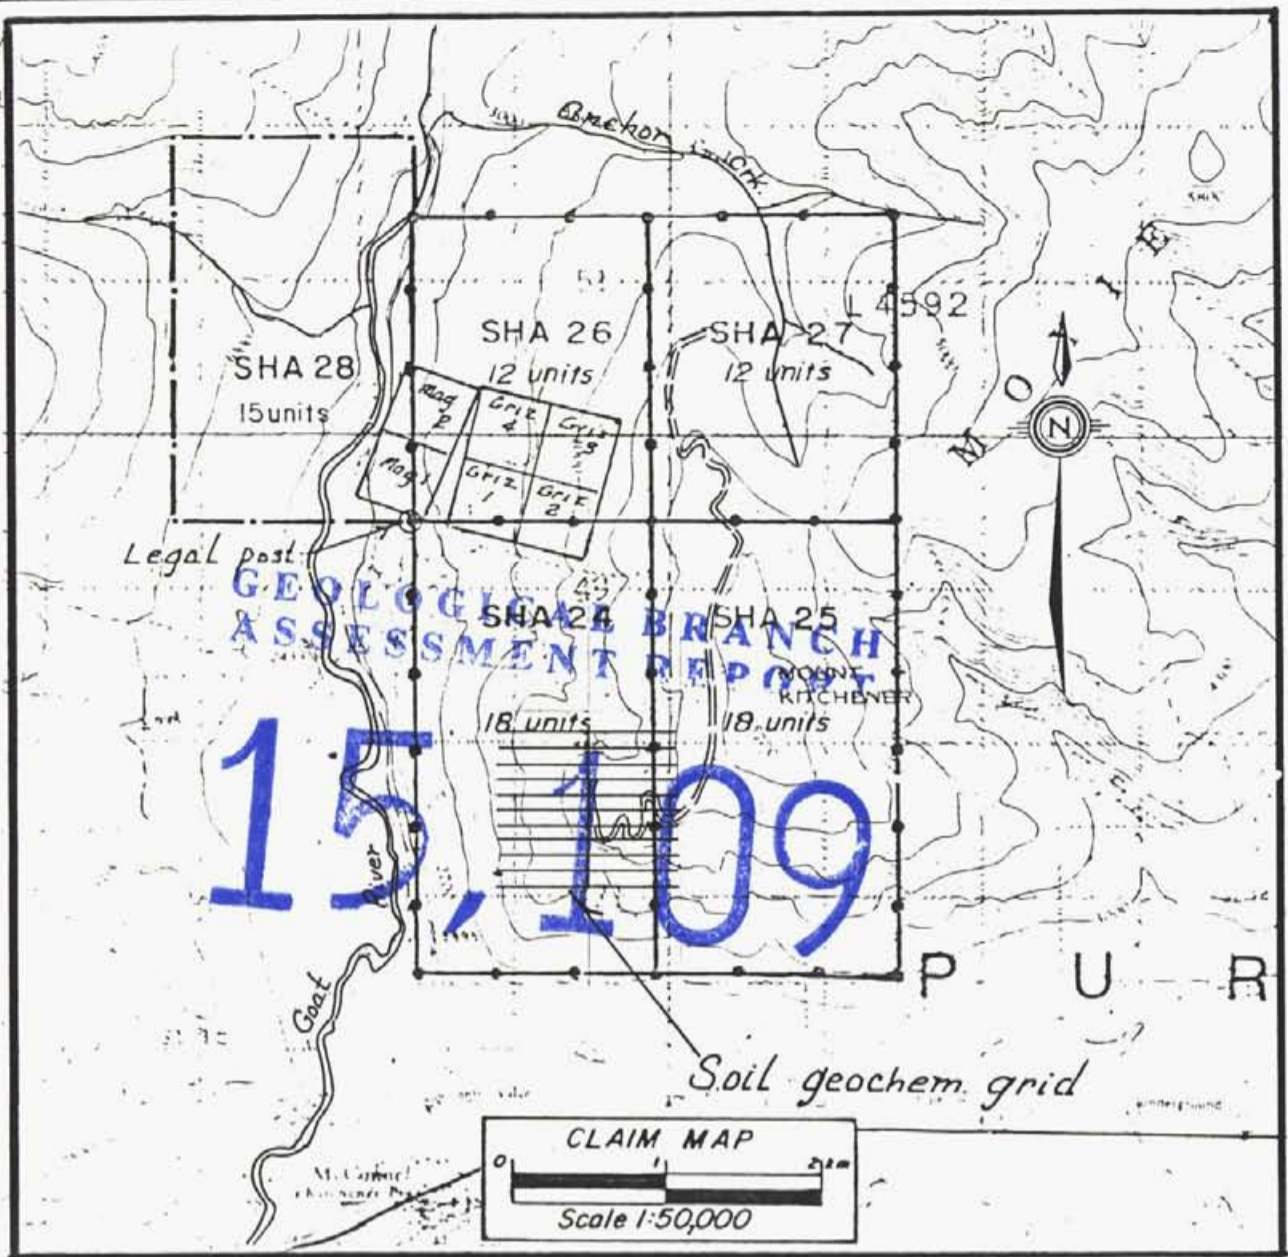 Anchor Crk.
L 4592
SHA 26
12 units
SHA 27
12 units
SHA 28
15 units
Mag 2
Griz 4
Griz 3
Mag 1
Griz 1
Griz 2
M O Y I E
N
Legal post
GEOLOGICAL BRANCH
ASSESSMENT REPORT
SHA 24
18 units
SHA 25
MOUNT
KITCHENER
18 units
15,109
Goat River
P U R
Soil geochem. grid
CLAIM MAP
0 1 2 km
Scale 1:50,000